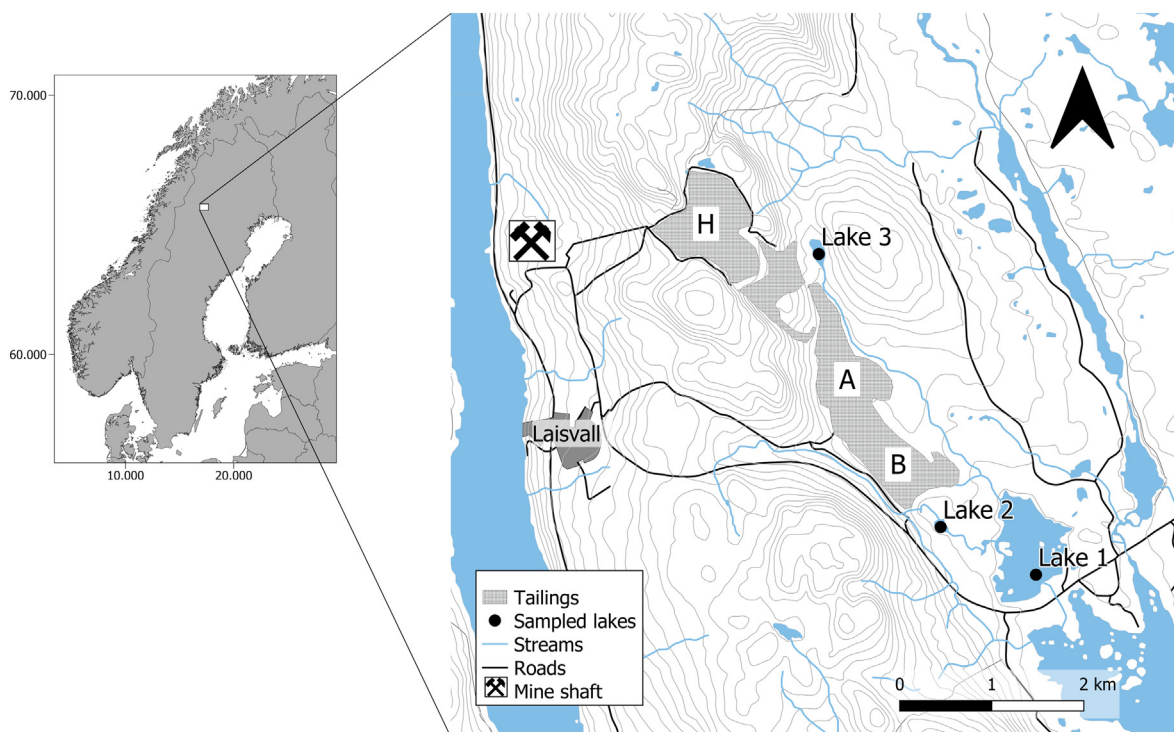 70.000
60.000
10.000
20.000
H
Lake 3
A
Laisvall
B
Lake 2
Lake 1
Tailings
Sampled lakes
Streams
Roads
Mine shaft
0 1 2 km